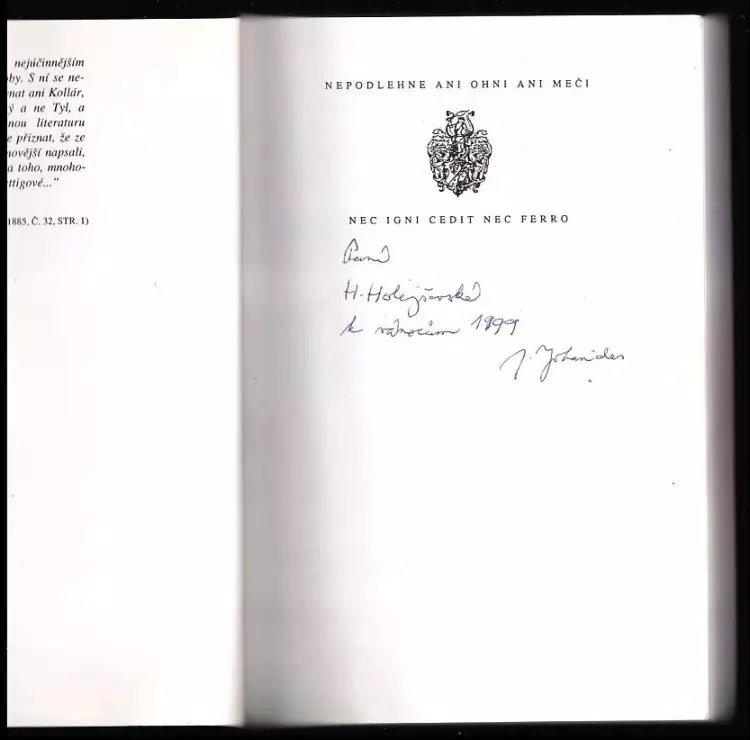 nejúčinnějším
by. S ní se ne-
nat ani Kollár,
ý a ne Tyl, a
nou literaturu
e přiznat, že ze
novější napsali,
a toho, mnoho-
ttigové..."
1885, Č. 32, STR. 1)
NEPODLEHNE ANI OHNI ANI MEČI
NEC IGNI CEDIT NEC FERRO
Paní
H. Holejšovské
k vánocům 1999
J. Johanides